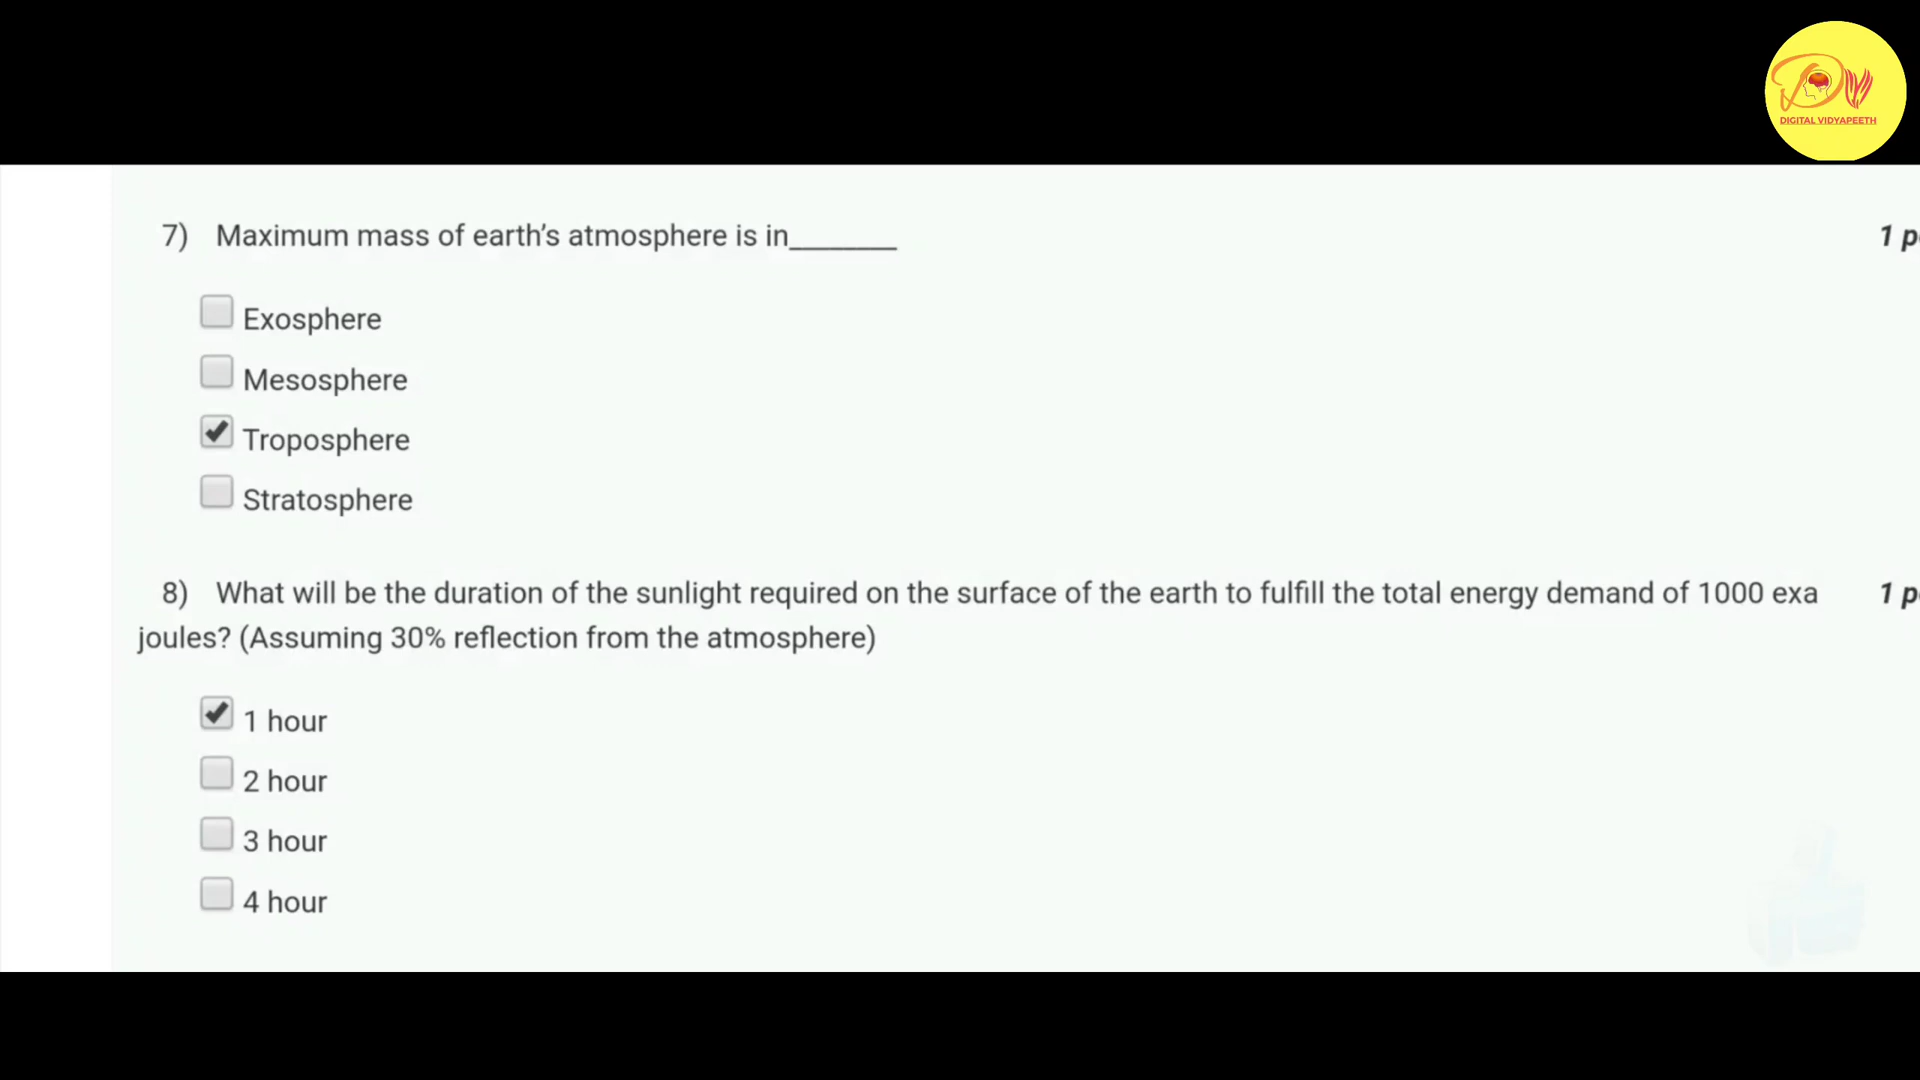 DIGITAL VIDYAPEETH
7) Maximum mass of earth's atmosphere is in________ 1 p
Exosphere
Mesosphere
Troposphere
Stratosphere
8) What will be the duration of the sunlight required on the surface of the earth to fulfill the total energy demand of 1000 exa 1 p
joules? (Assuming 30% reflection from the atmosphere)
1 hour
2 hour
3 hour
4 hour